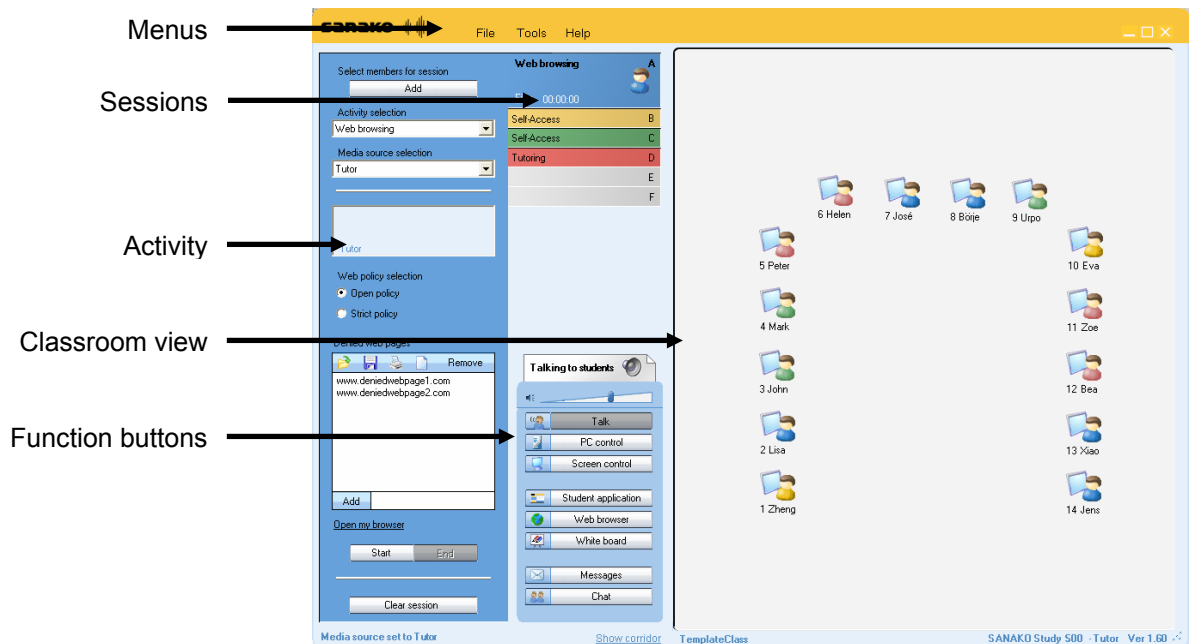 Menus
Sessions
Activity
Classroom view
Function buttons
SANAKO
File Tools Help
Select members for session
Add
Activity selection
Web browsing
Media source selection
Tutor
Tutor
Web policy selection
Open policy
Strict policy
Denied web pages
Remove
www.deniedwebpage1.com
www.deniedwebpage2.com
Add
Open my browser
Start End
Clear session
Media source set to Tutor
Web browsing A
00:00:00
Self-Access B
Self-Access C
Tutoring D
E
F
Talking to students
Talk
PC control
Screen control
Student application
Web browser
White board
Messages
Chat
Show corridor
6 Helen
7 José
8 Börje
9 Urpo
5 Peter
10 Eva
4 Mark
11 Zoe
3 John
12 Bea
2 Lisa
13 Xiao
1 Zheng
14 Jens
TemplateClass
SANAKO Study 500 - Tutor Ver 1.60